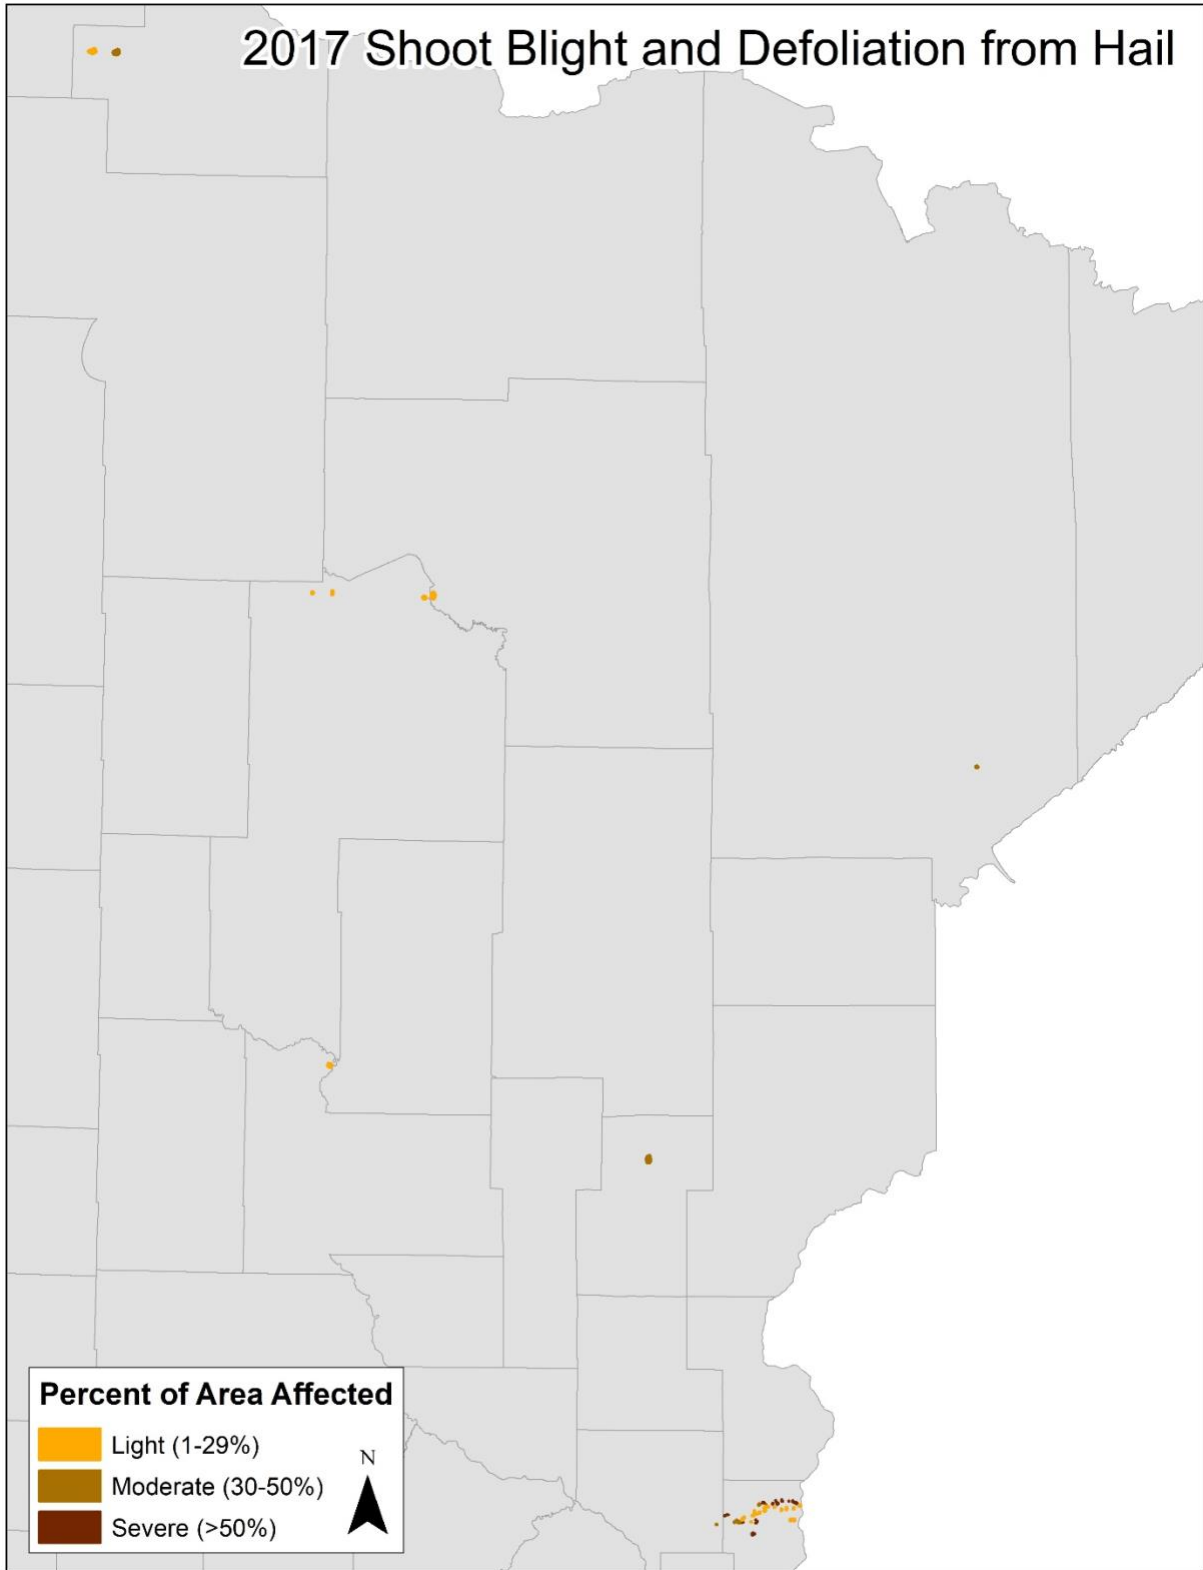 2017 Shoot Blight and Defoliation from Hail
Percent of Area Affected
Light (1-29%)
Moderate (30-50%)
Severe (>50%)
N